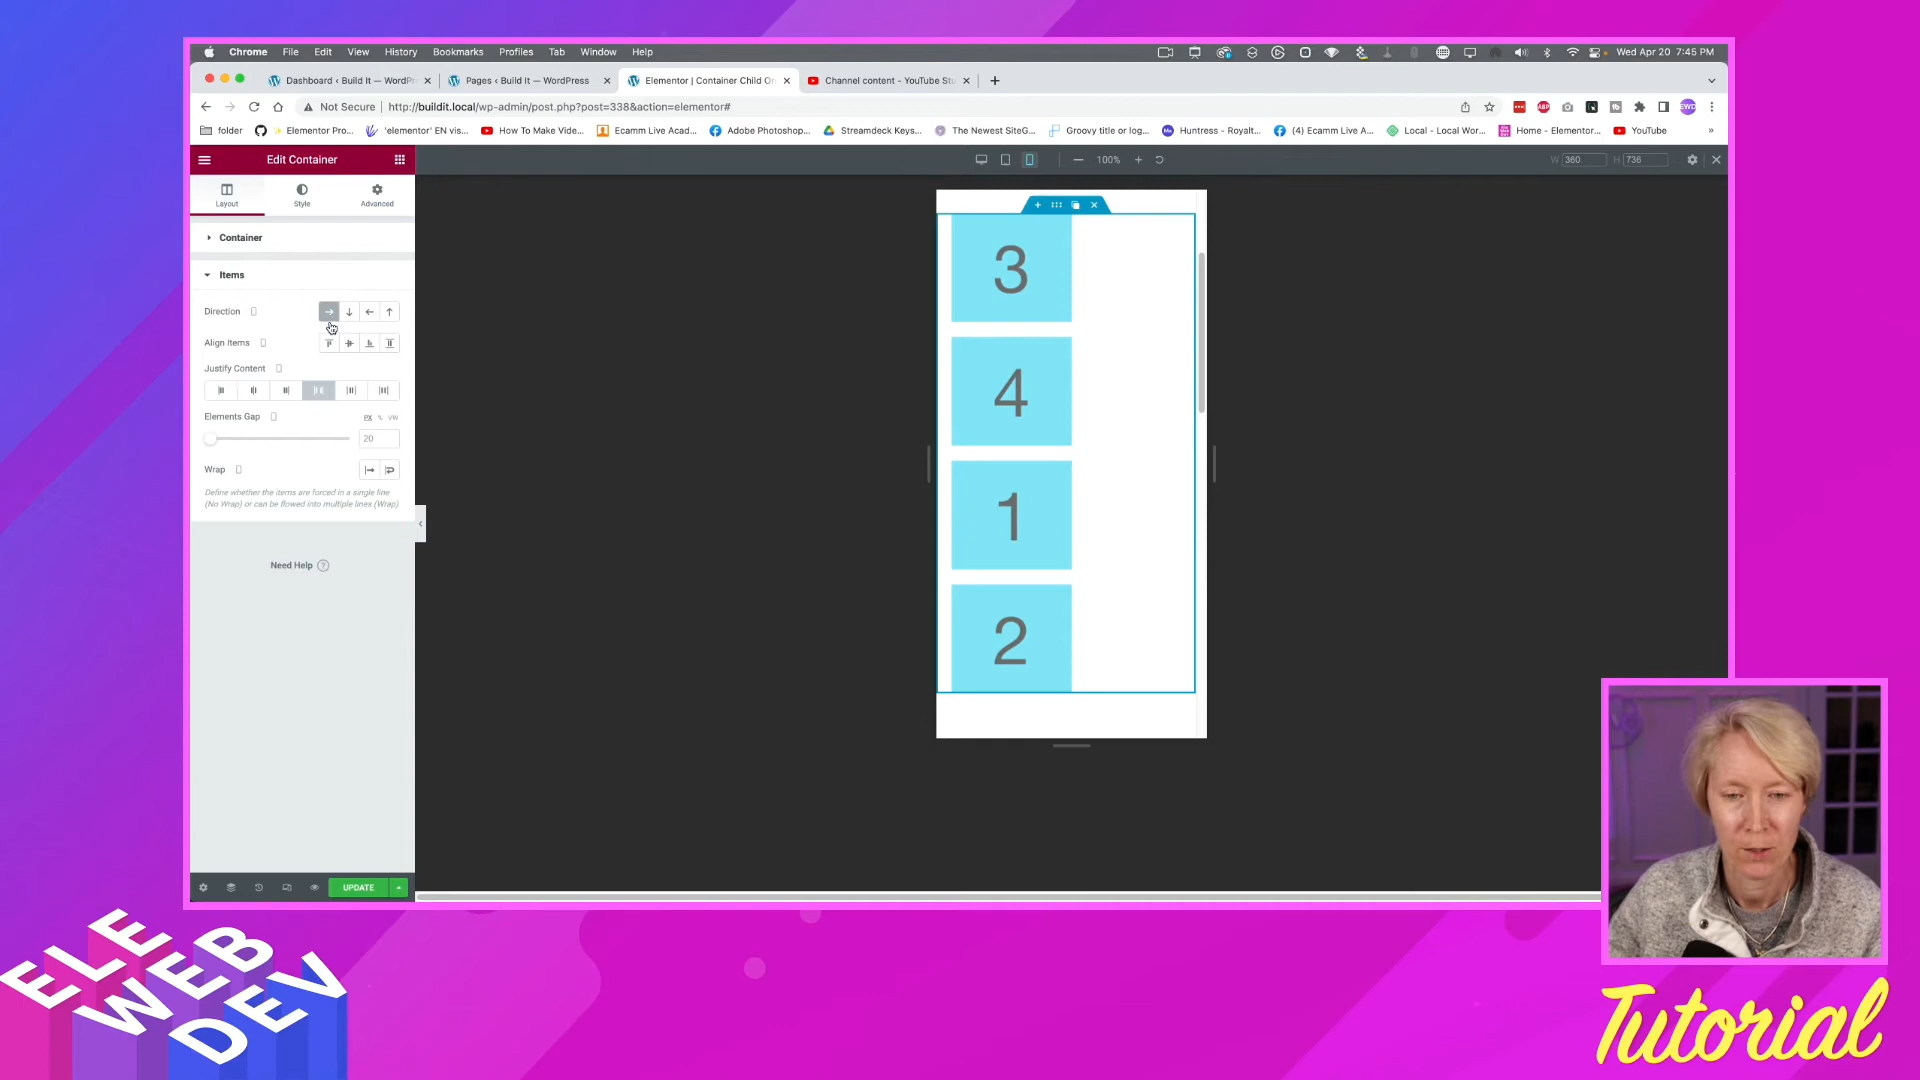 Chrome File Edit View History Bookmarks Profiles Tab Window Help Wed Apr 20 7:45 PM
Dashboard ‹ Build It — WordPr Pages ‹ Build It — WordPress Elementor | Container Child Or Channel content - YouTube Stu
Not Secure http://buildit.local/wp-admin/post.php?post=338&action=elementor#
folder Elementor Pro... 'elementor' EN vis... How To Make Vide... Ecamm Live Acad... Adobe Photoshop... Streamdeck Keys... The Newest SiteG... Groovy title or log... Huntress - Royalt... (4) Ecamm Live A... Local - Local Wor... Home - Elementor... YouTube »
Edit Container 100% W 360 H 736
Layout Style Advanced
Container
Items
Direction
Align Items
Justify Content
Elements Gap PX % VW
20
Wrap
Define whether the items are forced in a single line
(No Wrap) or can be flowed into multiple lines (Wrap)
Need Help ?
UPDATE
3
4
1
2
ELE
WEB
DEV
Tutorial